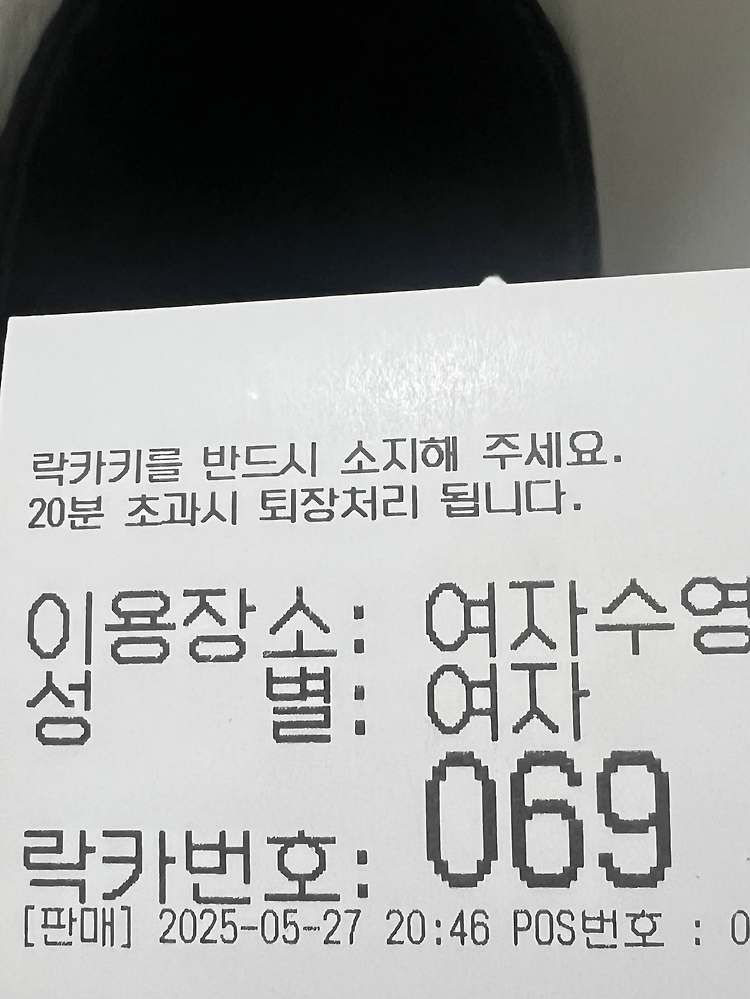 락카키를 반드시 소지해 주세요.
20분 초과시 퇴장처리 됩니다.
이용장소: 여자수영
성 별: 여자
락카번호: 069
[판매] 2025-05-27 20:46 POS번호 : 0